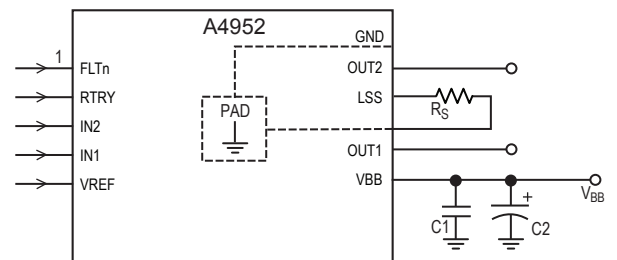 A4952
GND
1
FLTn
OUT2
RTRY
LSS
PAD
RS
IN2
IN1
OUT1
VREF
VBB
+
VBB
C1
C2